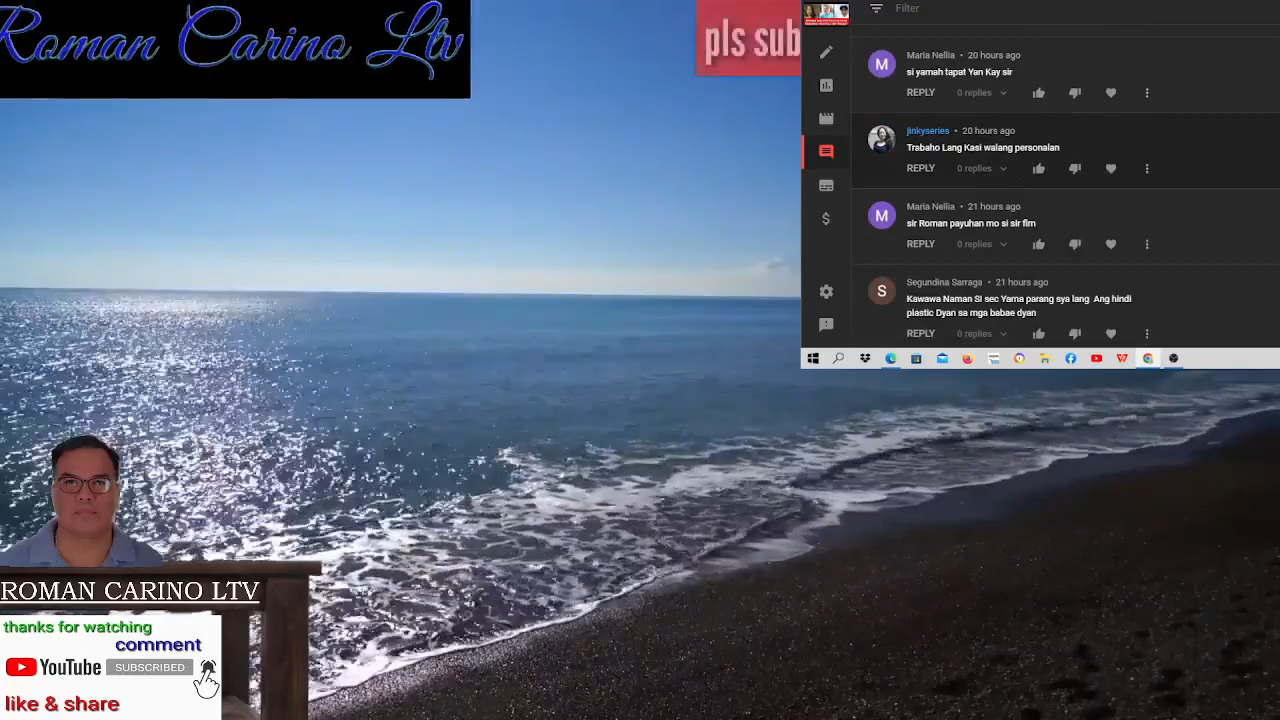 Roman Carino Ltv
pls sub
Filter
Maria Nellia • 20 hours ago
si yamah tapat Yan Kay sir
REPLY 0 replies
jinkyseries • 20 hours ago
Trabaho Lang Kasi walang personalan
REPLY 0 replies
Maria Nellia • 21 hours ago
sir Roman payuhan mo si sir flm
REPLY 0 replies
Segundina Sarraga • 21 hours ago
Kawawa Naman SI sec Yama parang sya lang Ang hindi
plastic Dyan sa mga babae dyan
REPLY 0 replies
ROMAN CARINO LTV
thanks for watching
comment
YouTube SUBSCRIBED
like & share